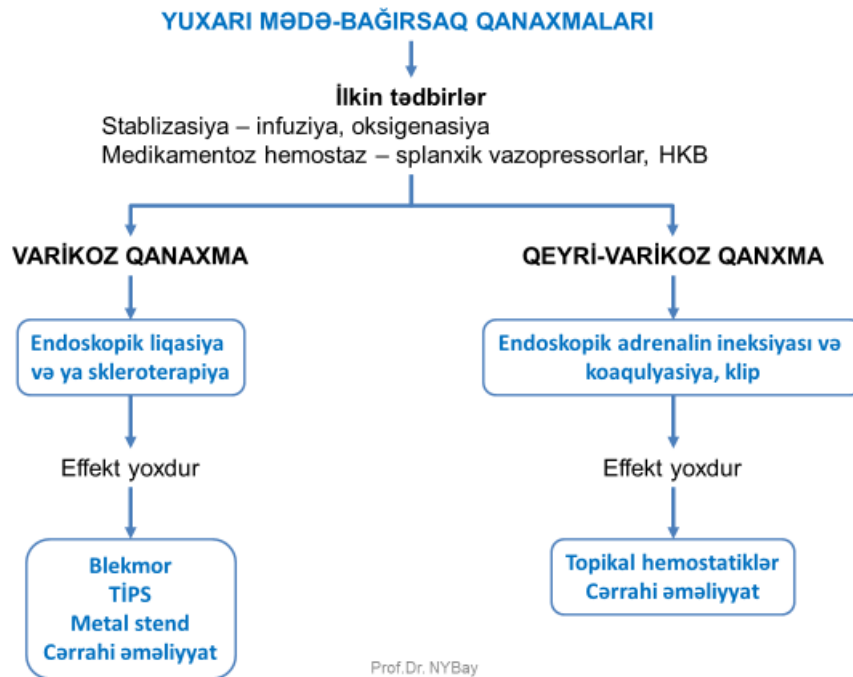 YUXARI MƏDƏ-BAĞIRSAQ QANAXMALARI
İlkin tədbirlər
Stablizasiya – infuziya, oksigenasiya
Medikamentoz hemostaz – splanxik vazopressorlar, HKB
VARİKOZ QANAXMA
QEYRİ-VARİKOZ QANXMA
Endoskopik liqasiya
və ya skleroterapiya
Endoskopik adrenalin ineksiyası və
koaqulyasiya, klip
Effekt yoxdur
Effekt yoxdur
Blekmor
TİPS
Metal stend
Cərrahi əməliyyat
Topikal hemostatiklər
Cərrahi əməliyyat
Prof.Dr. NYBay